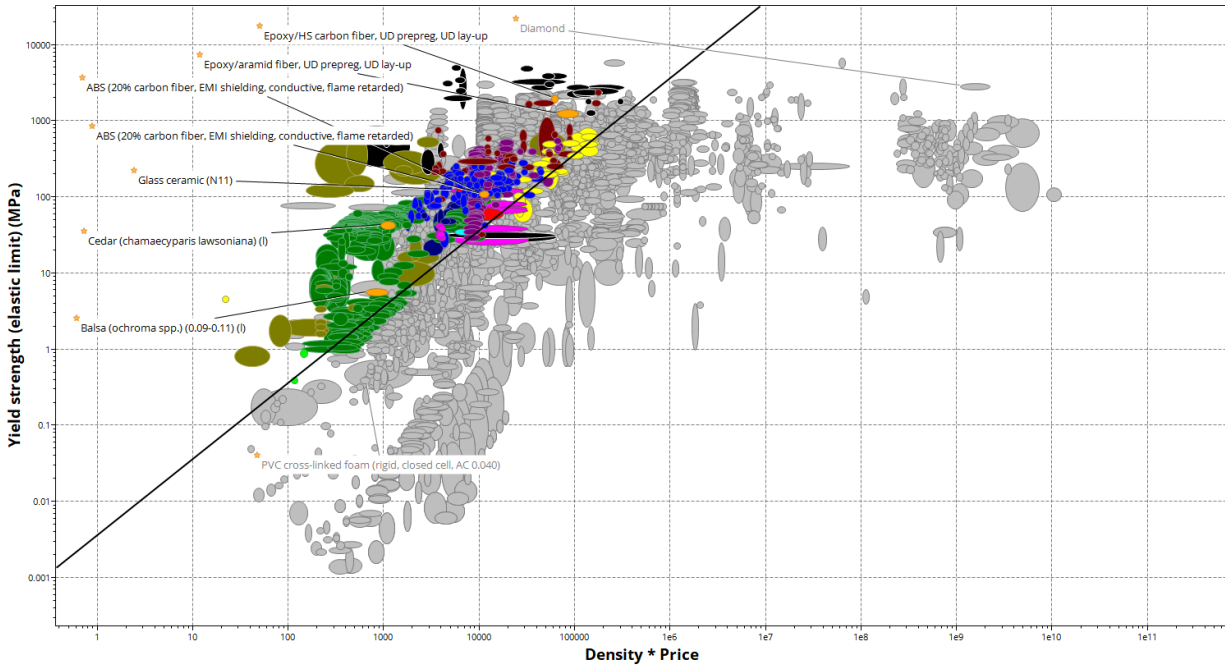 Epoxy/HS carbon fiber, UD prepreg, UD lay-up
Diamond
Epoxy/aramid fiber, UD prepreg, UD lay-up
ABS (20% carbon fiber, EMI shielding, conductive, flame retarded)
ABS (20% carbon fiber, EMI shielding, conductive, flame retarded)
Glass ceramic (N11)
Cedar (chamaecyparis lawsoniana) (l)
Balsa (ochroma spp.) (0.09-0.11) (l)
PVC cross-linked foam (rigid, closed cell, AC 0.040)
Yield strength (elastic limit) (MPa)
10000
1000
100
10
1
0.1
0.01
0.001
1 10 100 1000 10000 100000 1e6 1e7 1e8 1e9 1e10 1e11
Density * Price